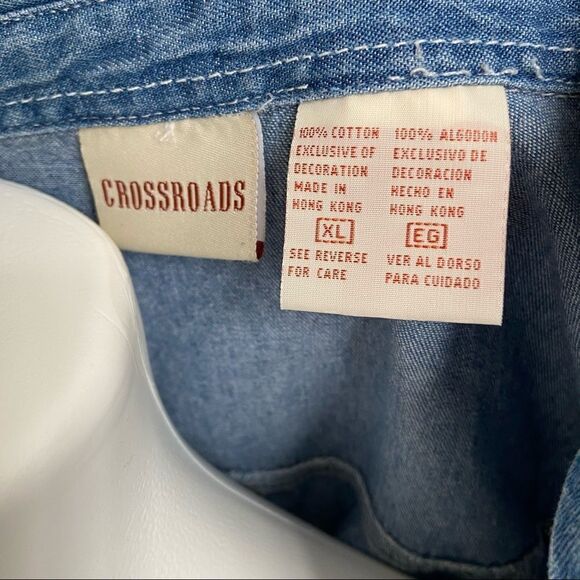 CROSSROADS
100% COTTON
EXCLUSIVE OF
DECORATION
MADE IN
HONG KONG
XL
SEE REVERSE
FOR CARE
100% ALGODON
EXCLUSIVO DE
DECORACION
HECHO EN
HONG KONG
EG
VER AL DORSO
PARA CUIDADO